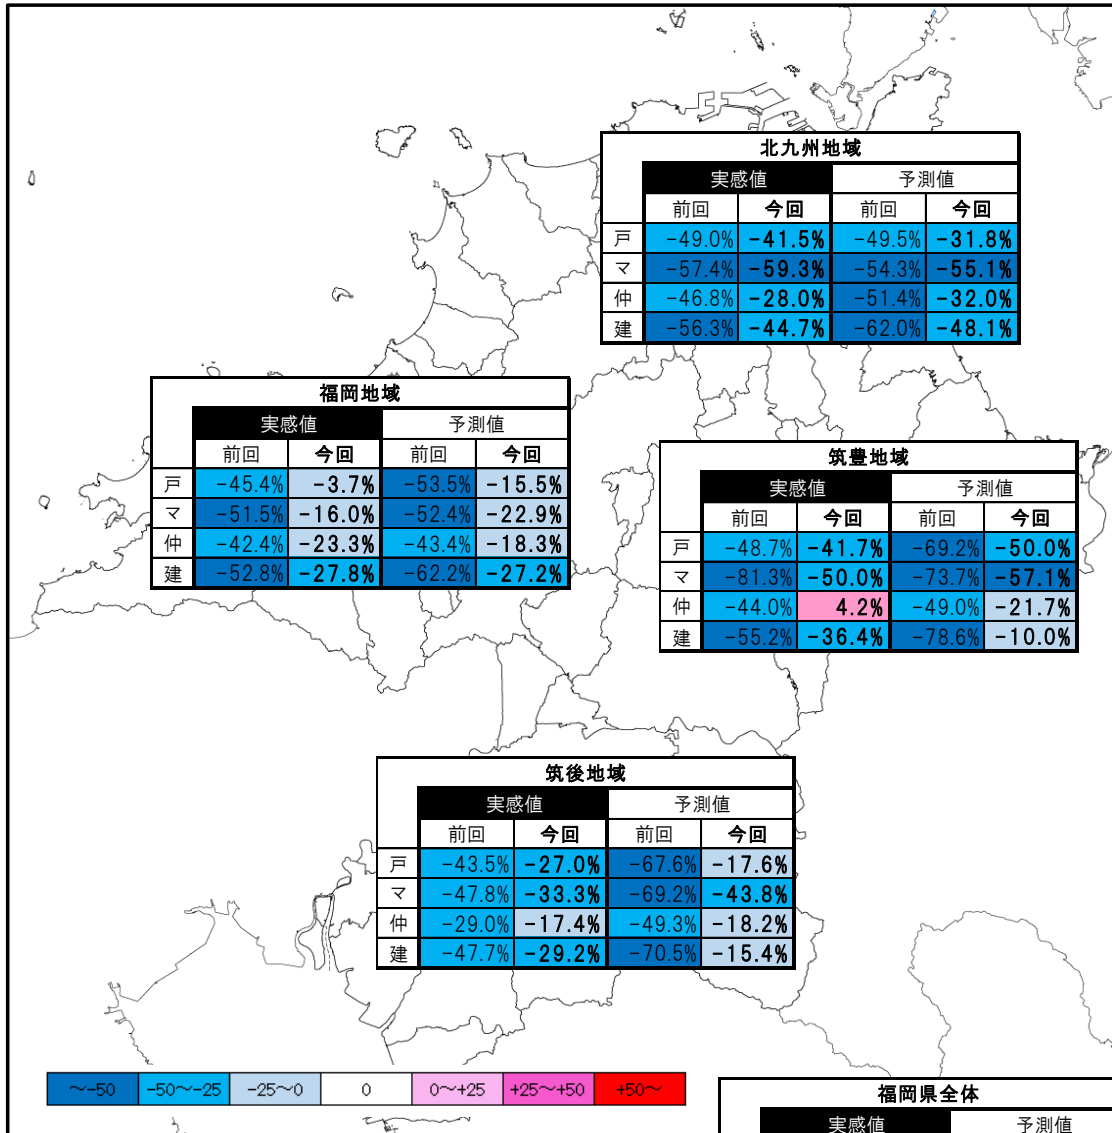 北九州地域
実感値 予測値
前回 今回 前回 今回
戸 -49.0% -41.5% -49.5% -31.8%
マ -57.4% -59.3% -54.3% -55.1%
仲 -46.8% -28.0% -51.4% -32.0%
建 -56.3% -44.7% -62.0% -48.1%
福岡地域
実感値 予測値
前回 今回 前回 今回
戸 -45.4% -3.7% -53.5% -15.5%
マ -51.5% -16.0% -52.4% -22.9%
仲 -42.4% -23.3% -43.4% -18.3%
建 -52.8% -27.8% -62.2% -27.2%
筑豊地域
実感値 予測値
前回 今回 前回 今回
戸 -48.7% -41.7% -69.2% -50.0%
マ -81.3% -50.0% -73.7% -57.1%
仲 -44.0% 4.2% -49.0% -21.7%
建 -55.2% -36.4% -78.6% -10.0%
筑後地域
実感値 予測値
前回 今回 前回 今回
戸 -43.5% -27.0% -67.6% -17.6%
マ -47.8% -33.3% -69.2% -43.8%
仲 -29.0% -17.4% -49.3% -18.2%
建 -47.7% -29.2% -70.5% -15.4%
～-50 -50～-25 -25～0 0 0～+25 +25～+50 +50～
福岡県全体
実感値 予測値